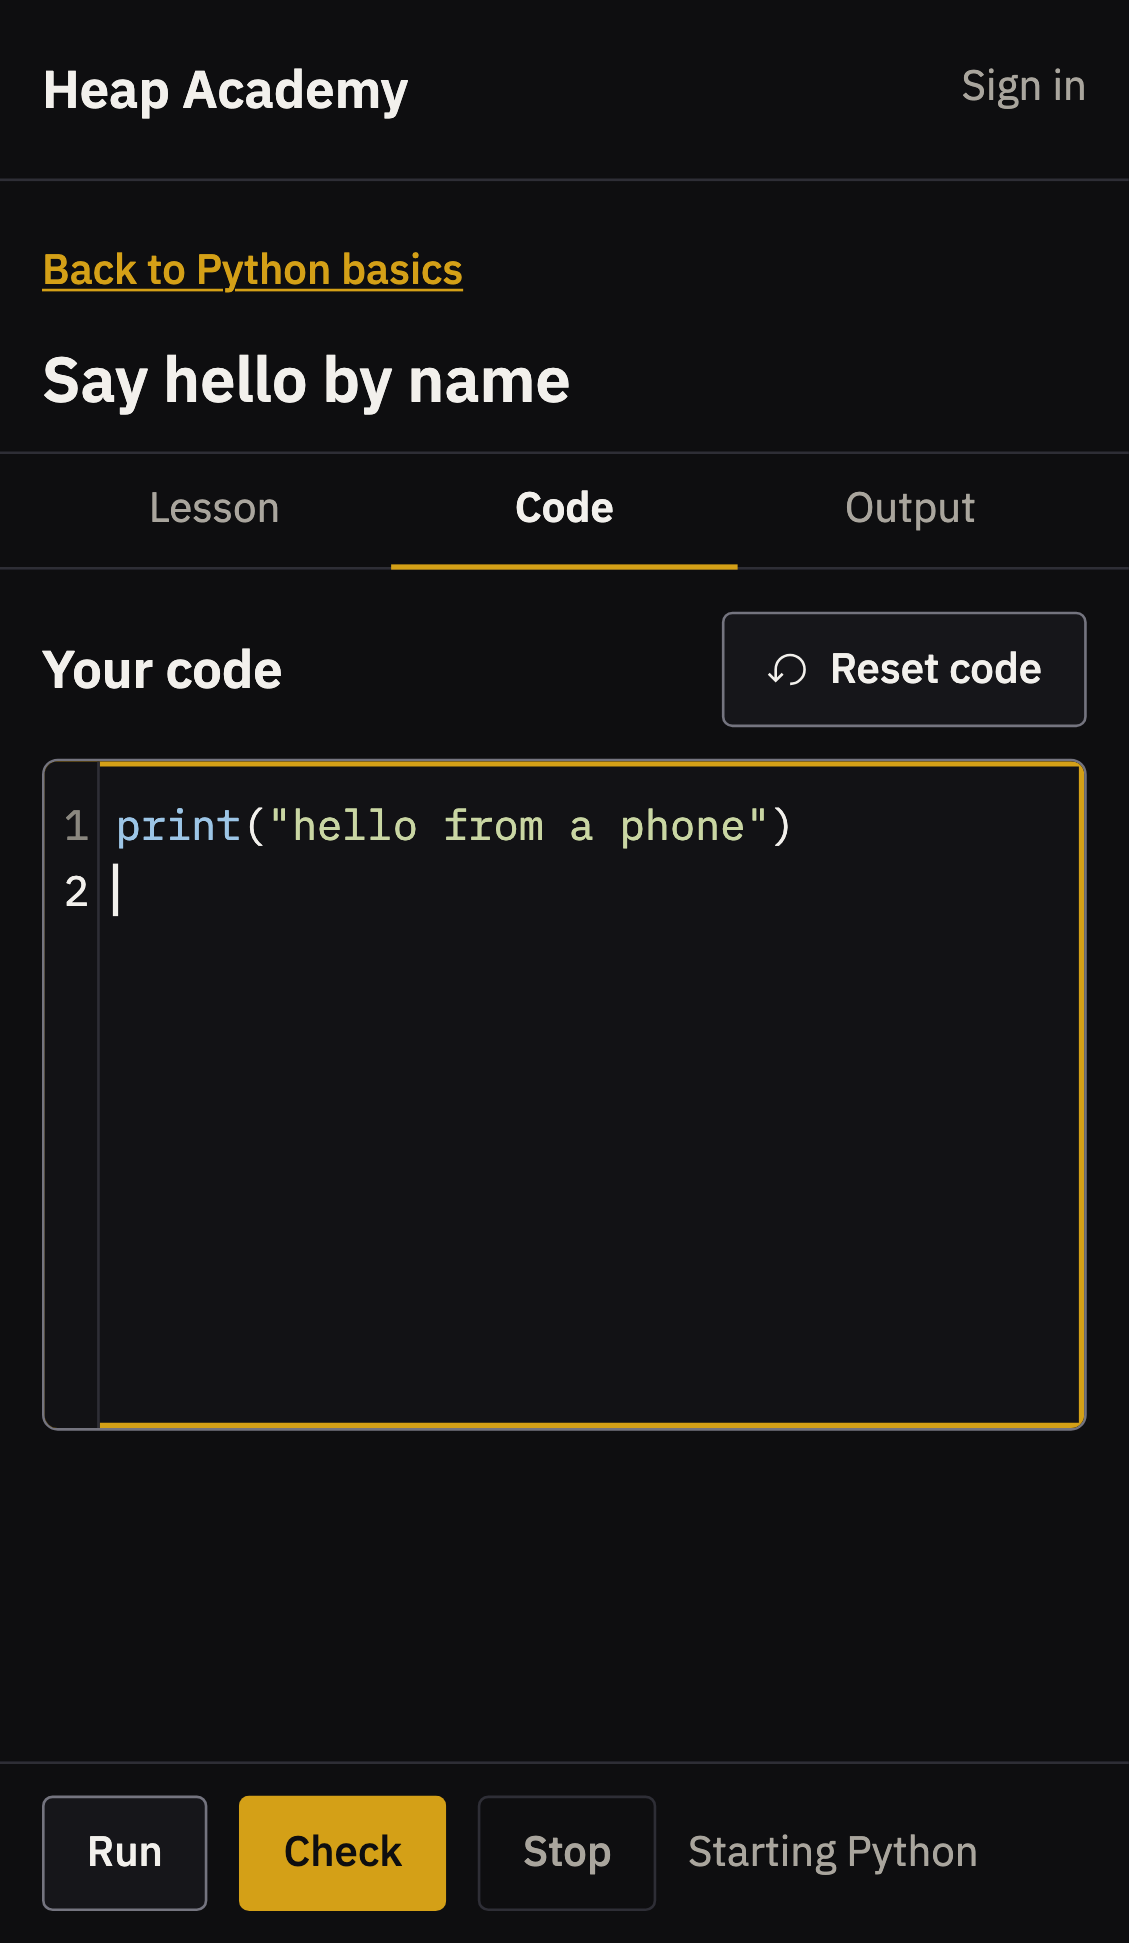 Heap Academy
Sign in
Back to Python basics
Say hello by name
Lesson
Code
Output
Your code
Reset code
1 print("hello from a phone")
2
Run
Check
Stop
Starting Python